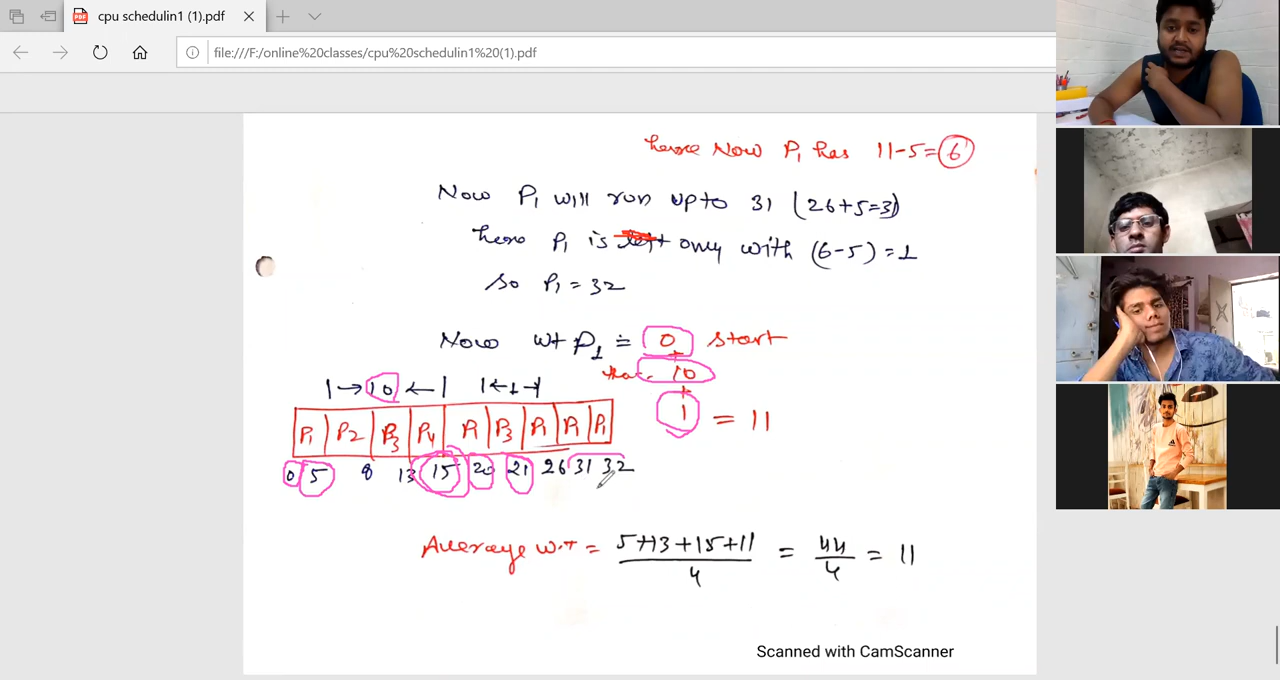 cpu schedulin1 (1).pdf
file:///F:/online%20classes/cpu%20schedulin1%20(1).pdf
hence Now P1 has 11-5=6
Now P1 will run upto 31 (26+5=31)
here P1 is only with (6-5)=1
So P1 = 32
Now wt P1 = 0 start
10
1 = 11
10 1
P1 P2 P3 P4 P1 P3 P1 P1 P1
0 5 8 13 15 20 21 26 31 32
Average w.t = 5+13+15+11 / 4 = 44 / 4 = 11
Scanned with CamScanner